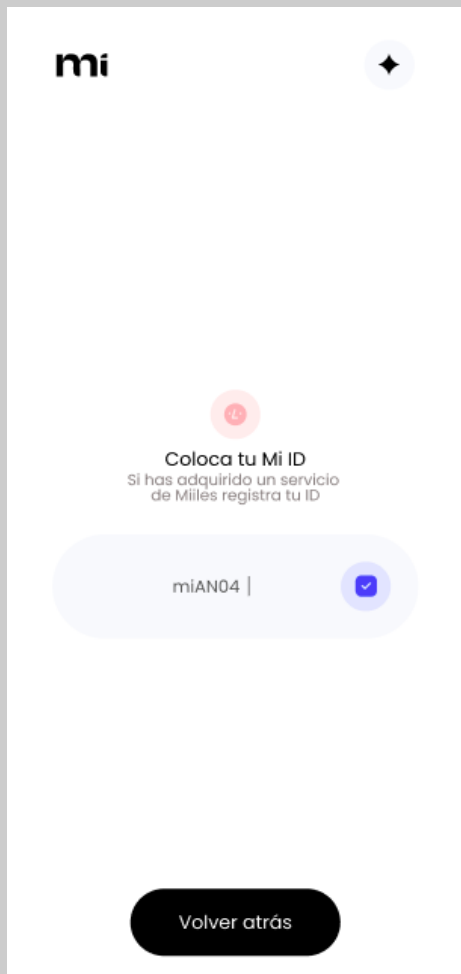 mi
Coloca tu Mi ID
Si has adquirido un servicio
de Miiles registra tu ID
miAN04
Volver atrás